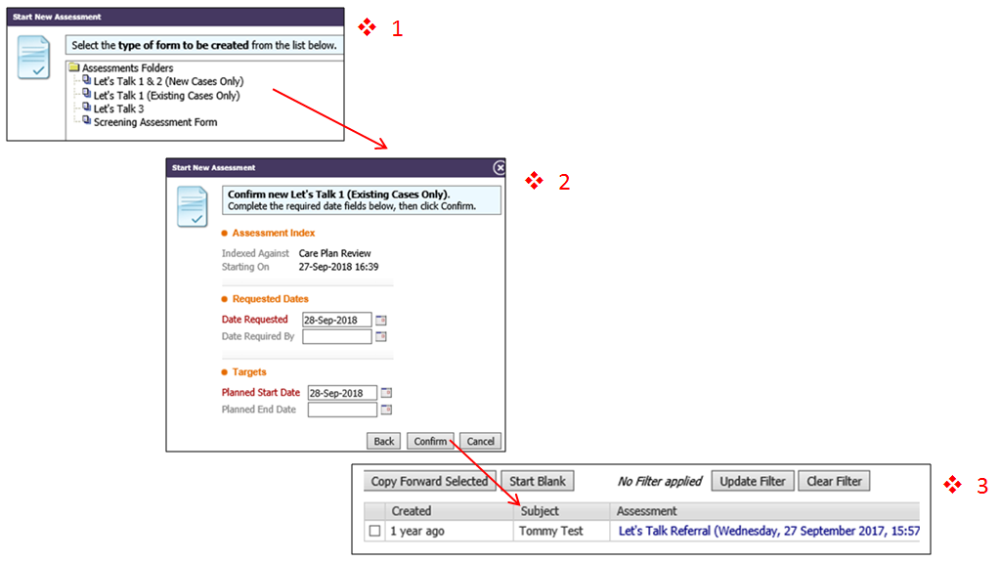 Start New Assessment
1
Select the type of form to be created from the list below.
Assessments Folders
Let's Talk 1 & 2 (New Cases Only)
Let's Talk 1 (Existing Cases Only)
Let's Talk 3
Screening Assessment Form
Start New Assessment
2
Confirm new Let's Talk 1 (Existing Cases Only).
Complete the required date fields below, then click Confirm.
Assessment Index
Indexed Against Care Plan Review
Starting On 27-Sep-2018 16:39
Requested Dates
Date Requested 28-Sep-2018
Date Required By
Targets
Planned Start Date 28-Sep-2018
Planned End Date
Back Confirm Cancel
Copy Forward Selected Start Blank No Filter applied Update Filter Clear Filter
3
Created Subject Assessment
1 year ago Tommy Test Let's Talk Referral (Wednesday, 27 September 2017, 15:57